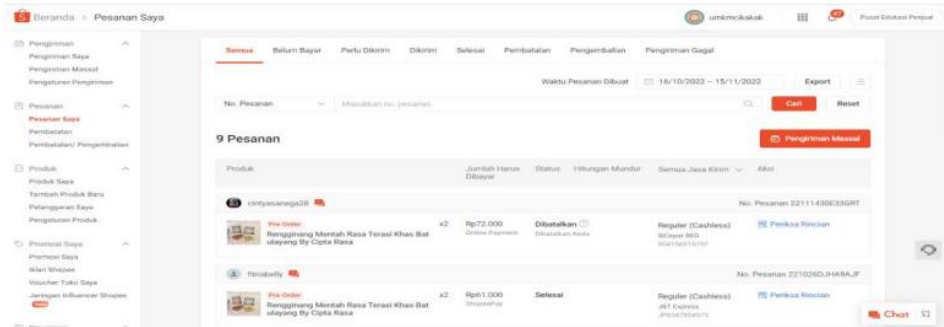 Beranda > Pesanan Saya
umkmcikakak
Pusat Edukasi Penjual
Pengiriman
Pengiriman Saya
Pengiriman Massal
Pengaturan Pengiriman
Pesanan
Pesanan Saya
Pembatalan
Pembatalan/ Pengembalian
Produk
Produk Saya
Tambah Produk Baru
Pelanggaran Saya
Pengaturan Produk
Promosi Saya
Promosi Saya
Iklan Shopee
Voucher Toko Saya
Jaringan Influencer Shopee
Semua Belum Bayar Perlu Dikirim Dikirim Selesai Pembatalan Pengembalian Pengiriman Gagal
Waktu Pesanan Dibuat 16/10/2022 – 15/11/2022 Export
No. Pesanan Masukkan no. pesanan Cari Reset
9 Pesanan Pengiriman Massal
Produk Jumlah Harus Dibayar Status Hitungan Mundur Semua Jasa Kirim Aksi
cintyasanega28 No. Pesanan 22111430E33GRT
Pre-Order
Rengginang Mentah Rasa Terasi Khas Bat
ulayang By Cipta Rasa
x2
Rp72.000
Online Payment
Dibatalkan
Dibatalkan Anda
Reguler (Cashless)
SiCepat REG
Periksa Rincian
No. Pesanan 221026DJHA9AJF
Pre-Order
Rengginang Mentah Rasa Terasi Khas Bat
ulayang By Cipta Rasa
x2
Rp61.000
ShopeePay
Selesai
Reguler (Cashless)
J&T Express
Periksa Rincian
Chat